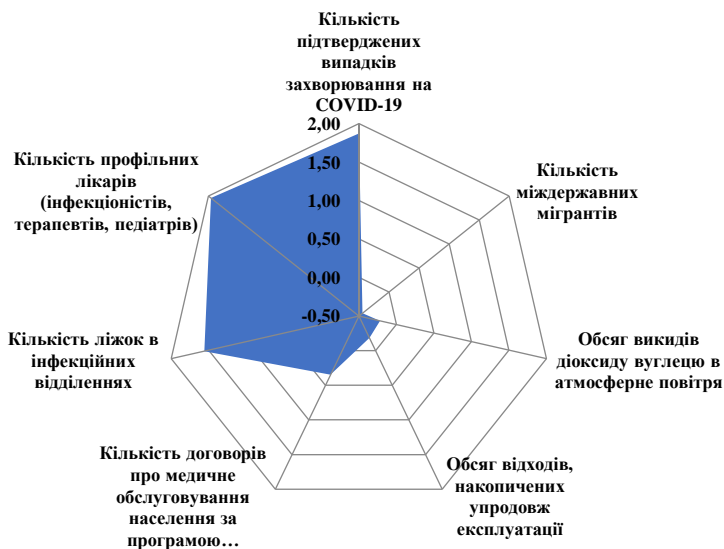 Кількість
підтверджених
випадків
захворювання на
COVID-19
2,00
1,50
1,00
0,50
0,00
-0,50
Кількість
міждержавних
мігрантів
Обсяг викидів
діоксиду вуглецю в
атмосферне повітря
Обсяг відходів,
накопичених
упродовж
експлуатації
Кількість договорів
про медичне
обслуговування
населення за
програмою…
Кількість ліжок в
інфекційних
відділеннях
Кількість профільних
лікарів
(інфекціоністів,
терапевтів, педіатрів)